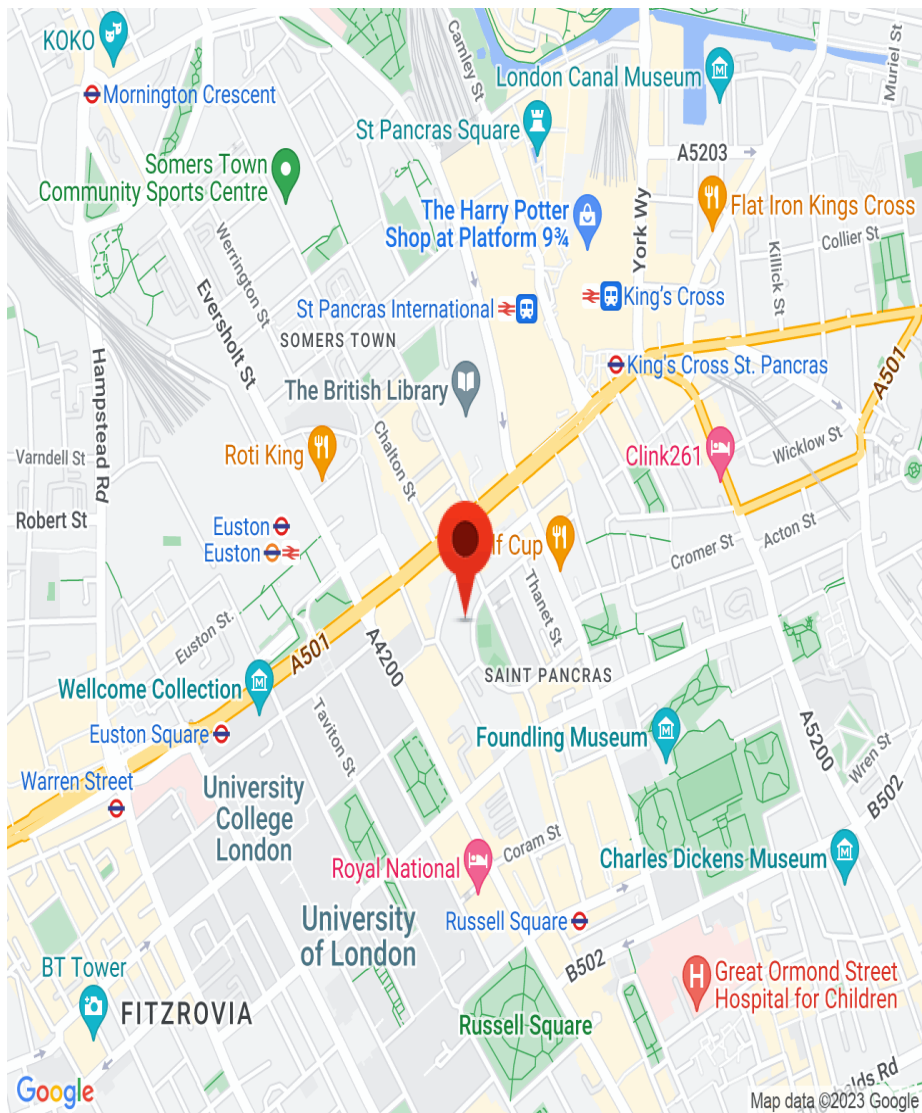 KOKO
Mornington Crescent
Camley St
Muriel St
London Canal Museum
St Pancras Square
A5203
Somers Town
Community Sports Centre
The Harry Potter
Shop at Platform 9¾
York Wy
Flat Iron Kings Cross
Collier St
Killick St
Werrington St
Eversholt St
St Pancras International
King's Cross
SOMERS TOWN
Hampstead Rd
The British Library
King's Cross St. Pancras
A501
Chalton St
Roti King
Clink261
Wicklow St
Varndell St
Robert St
Euston
Euston
lf Cup
Cromer St
Acton St
Thanet St
Euston St.
A501
A4200
SAINT PANCRAS
Wellcome Collection
Euston Square
Taviton St
Foundling Museum
A5200
Wren St
Warren Street
University
College
London
B502
Coram St
Royal National
Charles Dickens Museum
University
of London
Russell Square
B502
BT Tower
FITZROVIA
Great Ormond Street
Hospital for Children
Russell Square
alds Rd
Google
Map data ©2023 Google